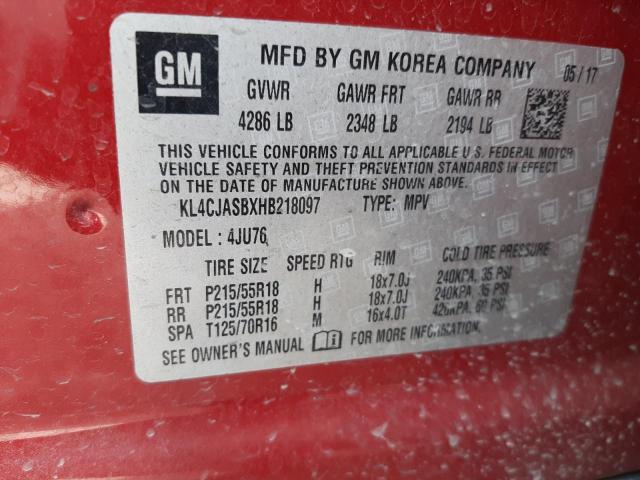 GM MFD BY GM KOREA COMPANY 05/17
GVWR GAWR FRT GAWR RR
4286 LB 2348 LB 2194 LB
THIS VEHICLE CONFORMS TO ALL APPLICABLE U.S. FEDERAL MOTOR
VEHICLE SAFETY AND THEFT PREVENTION STANDARDS IN EFFECT
ON THE DATE OF MANUFACTURE SHOWN ABOVE.
KL4CJASBXHB218097 TYPE: MPV
MODEL: 4JU76
TIRE SIZE SPEED RTG RIM COLD TIRE PRESSURE
FRT P215/55R18 H 18x7.0J 240KPA, 35 PSI
RR P215/55R18 H 18x7.0J 240KPA, 35 PSI
SPA T125/70R16 M 16x4.0T 420KPA, 60 PSI
SEE OWNER'S MANUAL FOR MORE INFORMATION